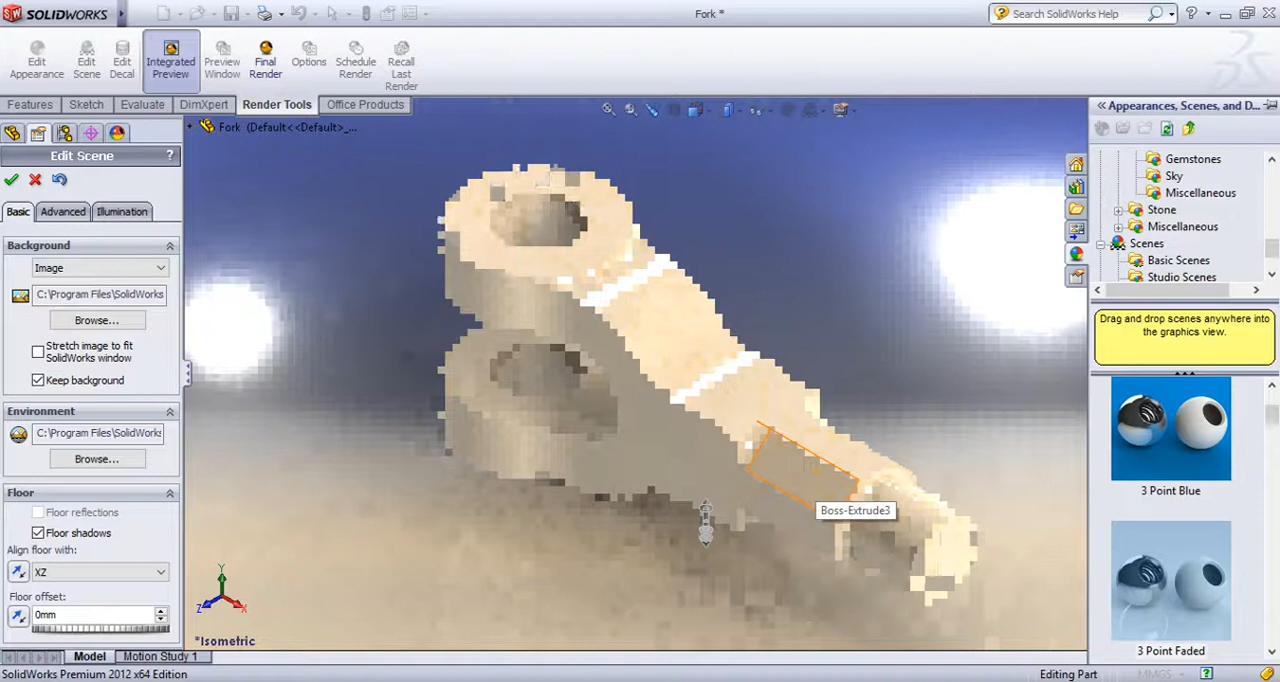 SOLIDWORKS
Fork *
Search SolidWorks Help
?
Edit Appearance
Edit Scene
Edit Decal
Integrated Preview
Preview Window
Final Render
Options
Schedule Render
Recall Last Render
Features
Sketch
Evaluate
DimXpert
Render Tools
Office Products
Fork (Default<<Default>_...
Edit Scene
?
Basic
Advanced
Illumination
Background
Image
C:\Program Files\SolidWorks
Browse...
Stretch image to fit
SolidWorks window
Keep background
Environment
C:\Program Files\SolidWorks
Browse...
Floor
Floor reflections
Floor shadows
Align floor with:
XZ
Floor offset:
0mm
Y
Z
X
*Isometric
Boss-Extrude3
Appearances, Scenes, and D...
Gemstones
Sky
Miscellaneous
Stone
Miscellaneous
Scenes
Basic Scenes
Studio Scenes
Drag and drop scenes anywhere into
the graphics view.
3 Point Blue
3 Point Faded
Model
Motion Study 1
SolidWorks Premium 2012 x64 Edition
Editing Part
MMGS
?